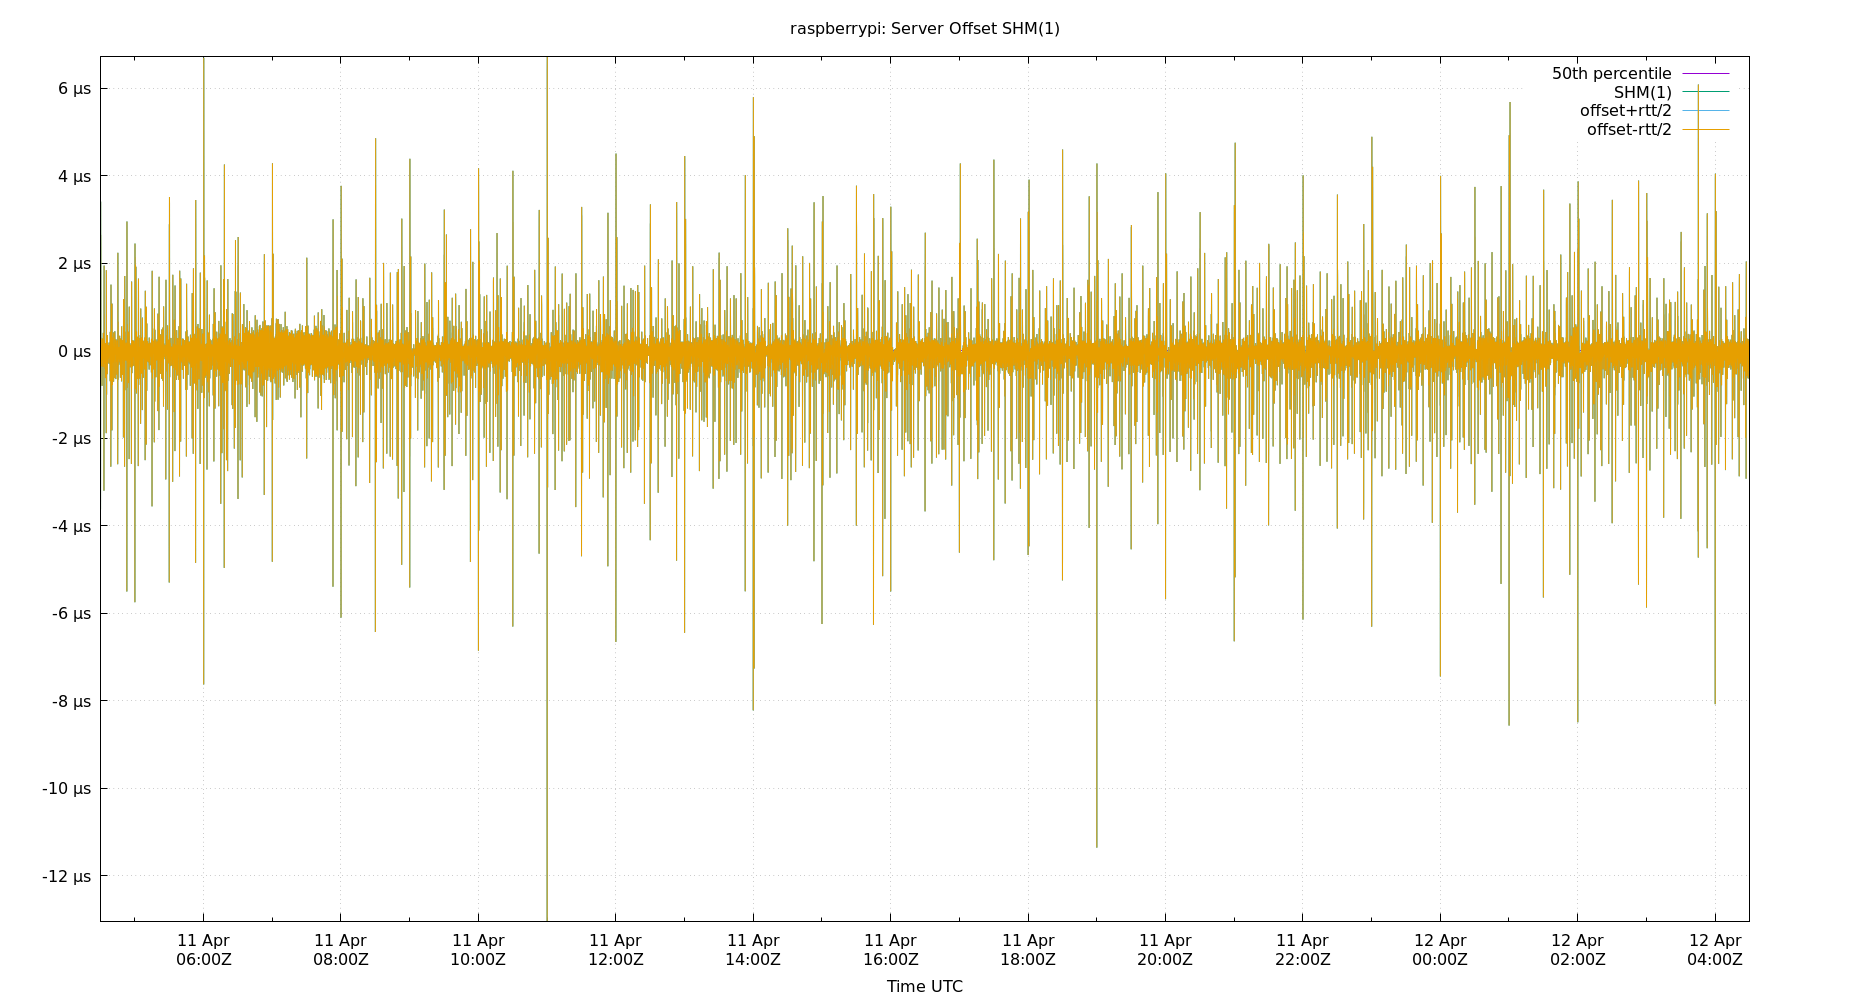 raspberrypi: Server Offset SHM(1)
50th percentile
SHM(1)
offset+rtt/2
offset-rtt/2
6 µs
4 µs
2 µs
0 µs
-2 µs
-4 µs
-6 µs
-8 µs
-10 µs
-12 µs
11 Apr 11 Apr 11 Apr 11 Apr 11 Apr 11 Apr 11 Apr 11 Apr 11 Apr 12 Apr 12 Apr 12 Apr
06:00Z 08:00Z 10:00Z 12:00Z 14:00Z 16:00Z 18:00Z 20:00Z 22:00Z 00:00Z 02:00Z 04:00Z
Time UTC